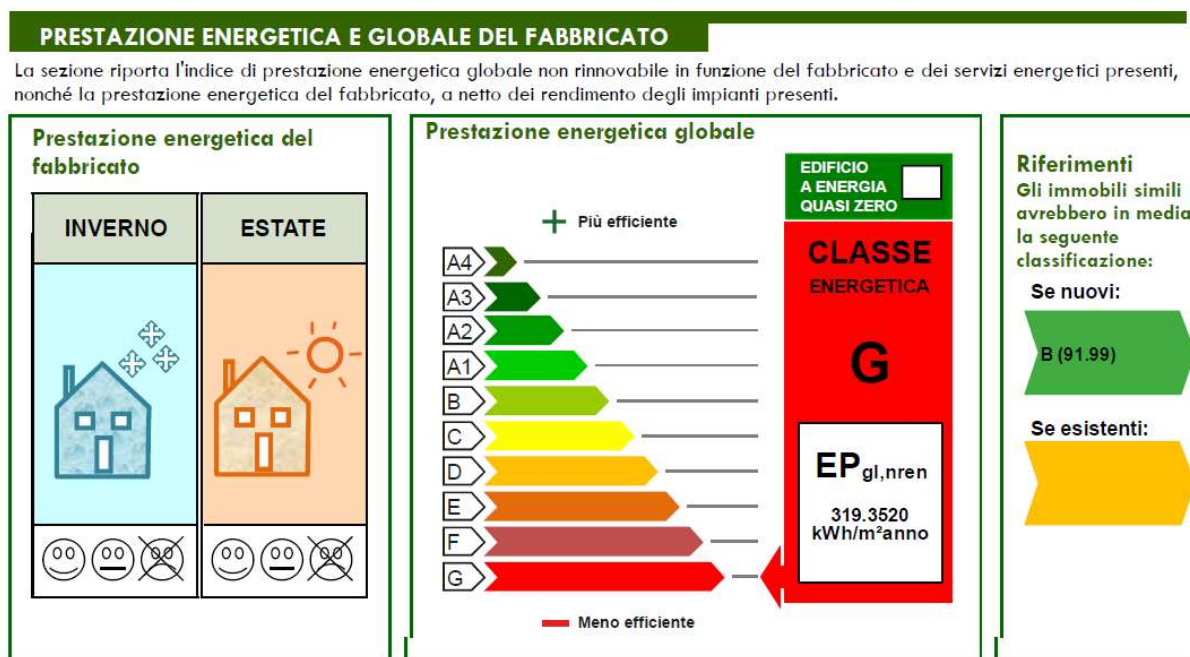 PRESTAZIONE ENERGETICA E GLOBALE DEL FABBRICATO
La sezione riporta l'indice di prestazione energetica globale non rinnovabile in funzione del fabbricato e dei servizi energetici presenti,
nonché la prestazione energetica del fabbricato, a netto dei rendimento degli impianti presenti.
Prestazione energetica del
fabbricato
INVERNO
ESTATE
Prestazione energetica globale
+ Più efficiente
A4
A3
A2
A1
B
C
D
E
F
G
Meno efficiente
EDIFICIO
A ENERGIA
QUASI ZERO
CLASSE
ENERGETICA
G
EPgl,nren
319.3520
kWh/m²anno
Riferimenti
Gli immobili simili
avrebbero in media
la seguente
classificazione:
Se nuovi:
B (91.99)
Se esistenti: